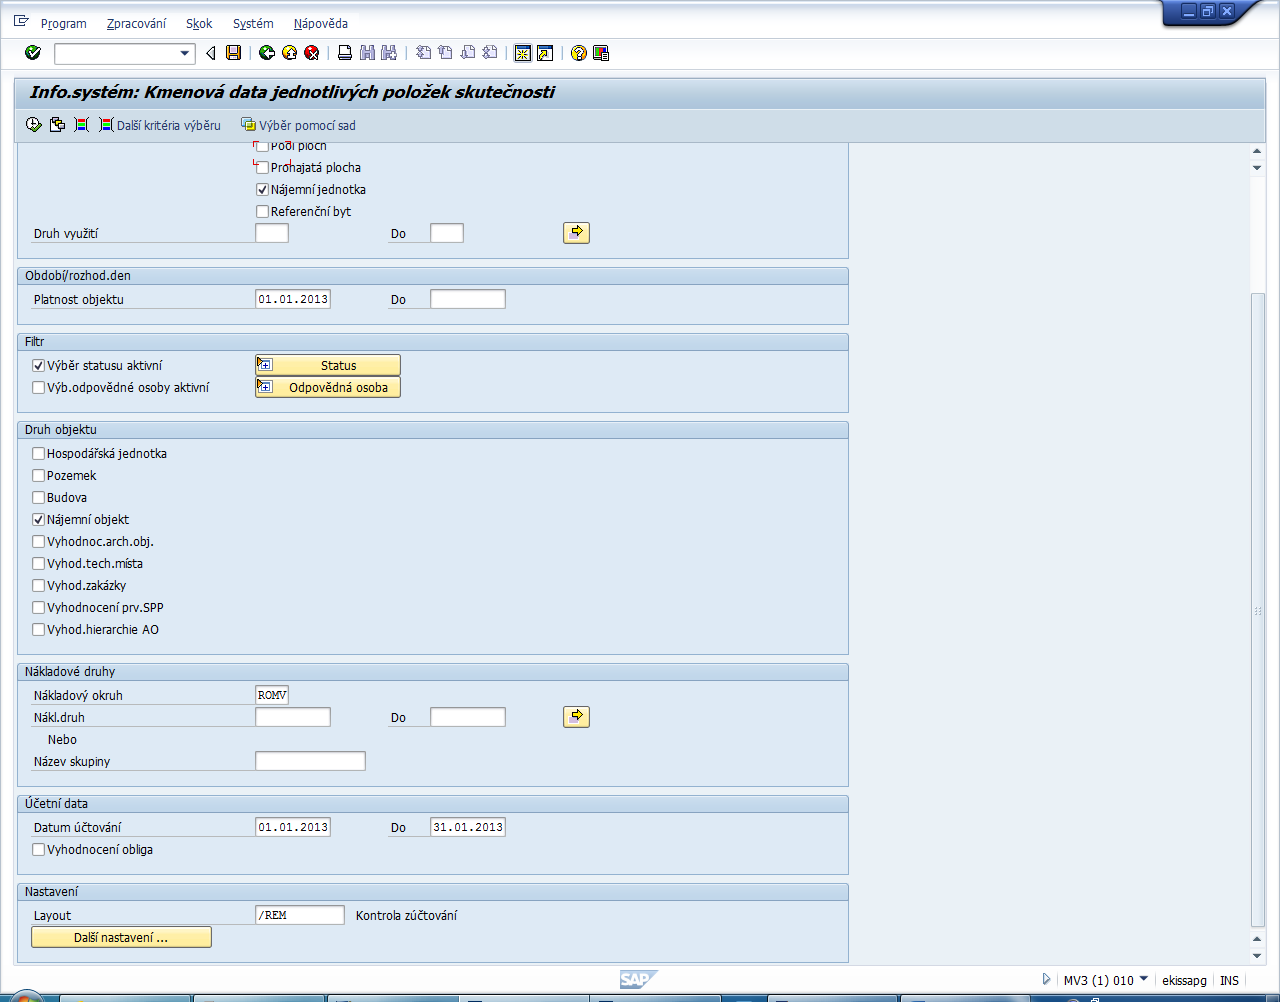 Program Zpracování Skok Systém Nápověda
Info.systém: Kmenová data jednotlivých položek skutečnosti
Další kritéria výběru Výběr pomocí sad
Podl ploch
Pronajatá plocha
Nájemní jednotka
Referenční byt
Druh využití Do
Období/rozhod.den
Platnost objektu 01.01.2013 Do
Filtr
Výběr statusu aktivní Status
Výb.odpovědné osoby aktivní Odpovědná osoba
Druh objektu
Hospodářská jednotka
Pozemek
Budova
Nájemní objekt
Vyhodnoc.arch.obj.
Vyhod.tech.místa
Vyhod.zakázky
Vyhodnocení prv.SPP
Vyhod.hierarchie AO
Nákladové druhy
Nákladový okruh ROMV
Nákl.druh Do
Nebo
Název skupiny
Účetní data
Datum účtování 01.01.2013 Do 31.01.2013
Vyhodnocení obliga
Nastavení
Layout /REM Kontrola zúčtování
Další nastavení ...
SAP MV3 (1) 010 ekissapg INS